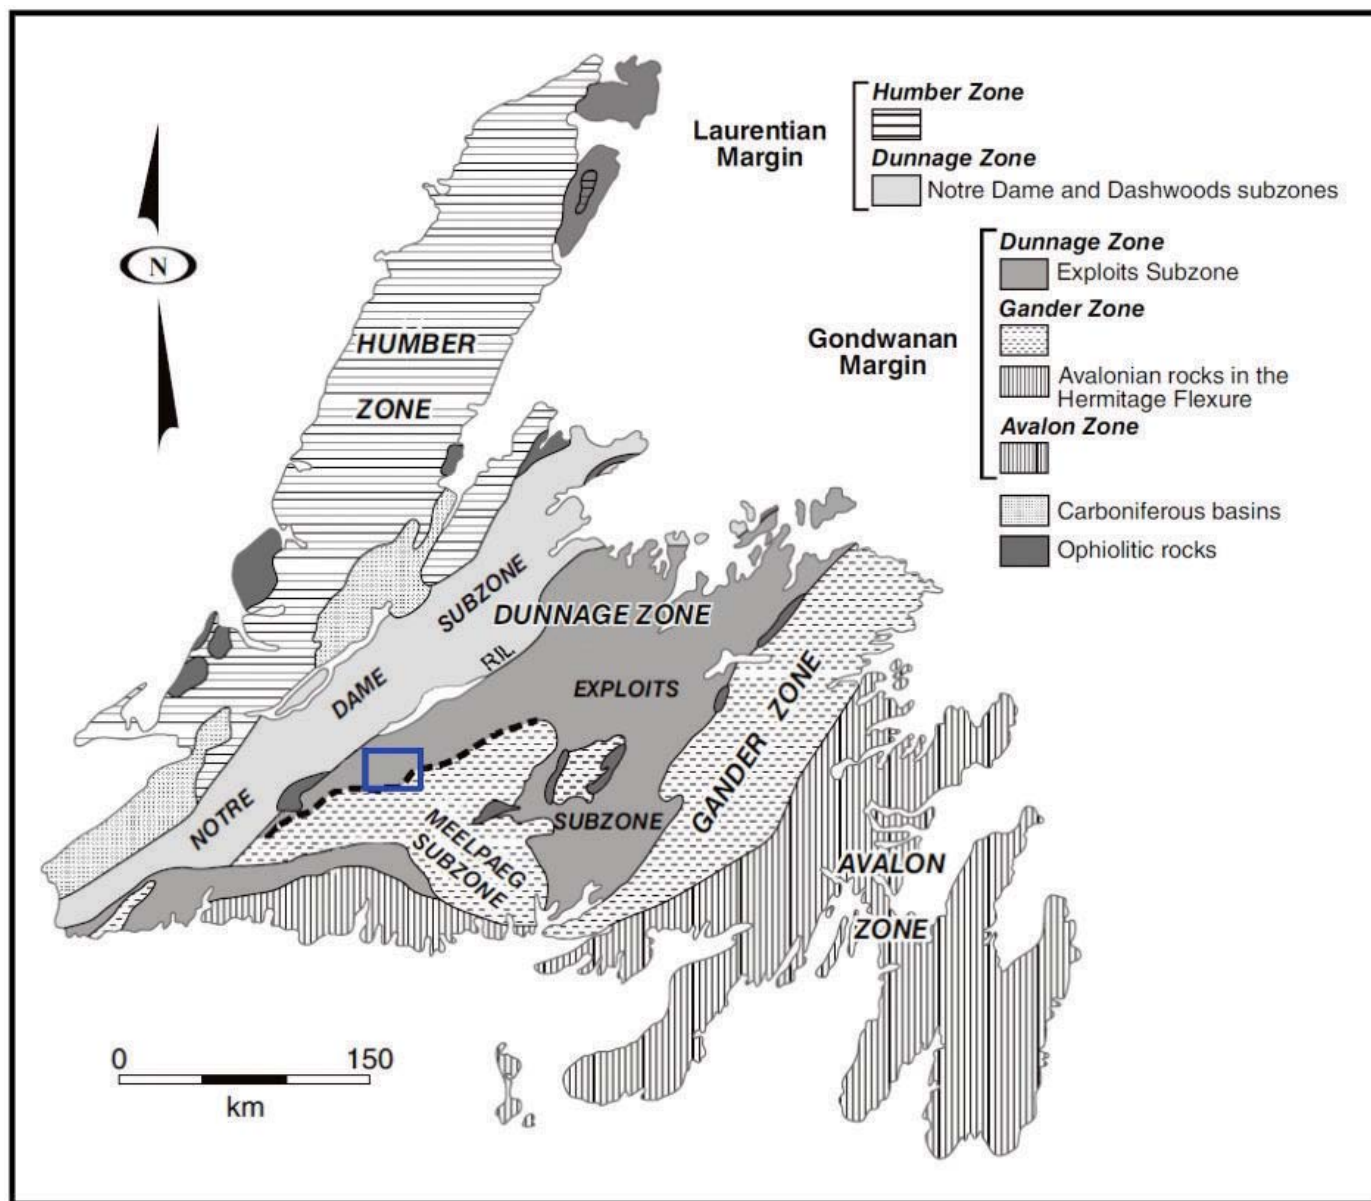 Laurentian
Margin
Humber Zone
Dunnage Zone
Notre Dame and Dashwoods subzones
Gondwanan
Margin
Dunnage Zone
Exploits Subzone
Gander Zone
Avalonian rocks in the
Hermitage Flexure
Avalon Zone
Carboniferous basins
Ophiolitic rocks
N
HUMBER
ZONE
NOTRE DAME SUBZONE
DUNNAGE ZONE
RIL
EXPLOITS
SUBZONE
GANDER ZONE
MEELPAEG
SUBZONE
AVALON
ZONE
0 150
km